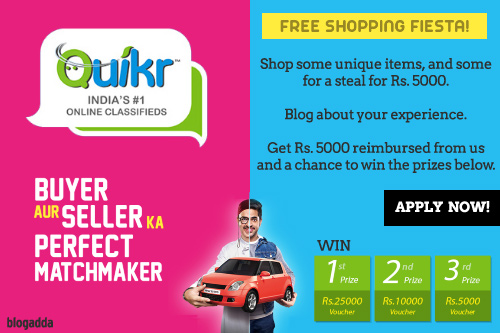 Quikr™
INDIA'S #1
ONLINE CLASSIFIEDS
BUYER
AUR SELLER KA
PERFECT
MATCHMAKER
blogadda
FREE SHOPPING FIESTA!
Shop some unique items, and some
for a steal for Rs. 5000.
Blog about your experience.
Get Rs. 5000 reimbursed from us
and a chance to win the prizes below.
APPLY NOW!
WIN
1st Prize
Rs.25000
Voucher
2nd Prize
Rs.10000
Voucher
3rd Prize
Rs.5000
Voucher